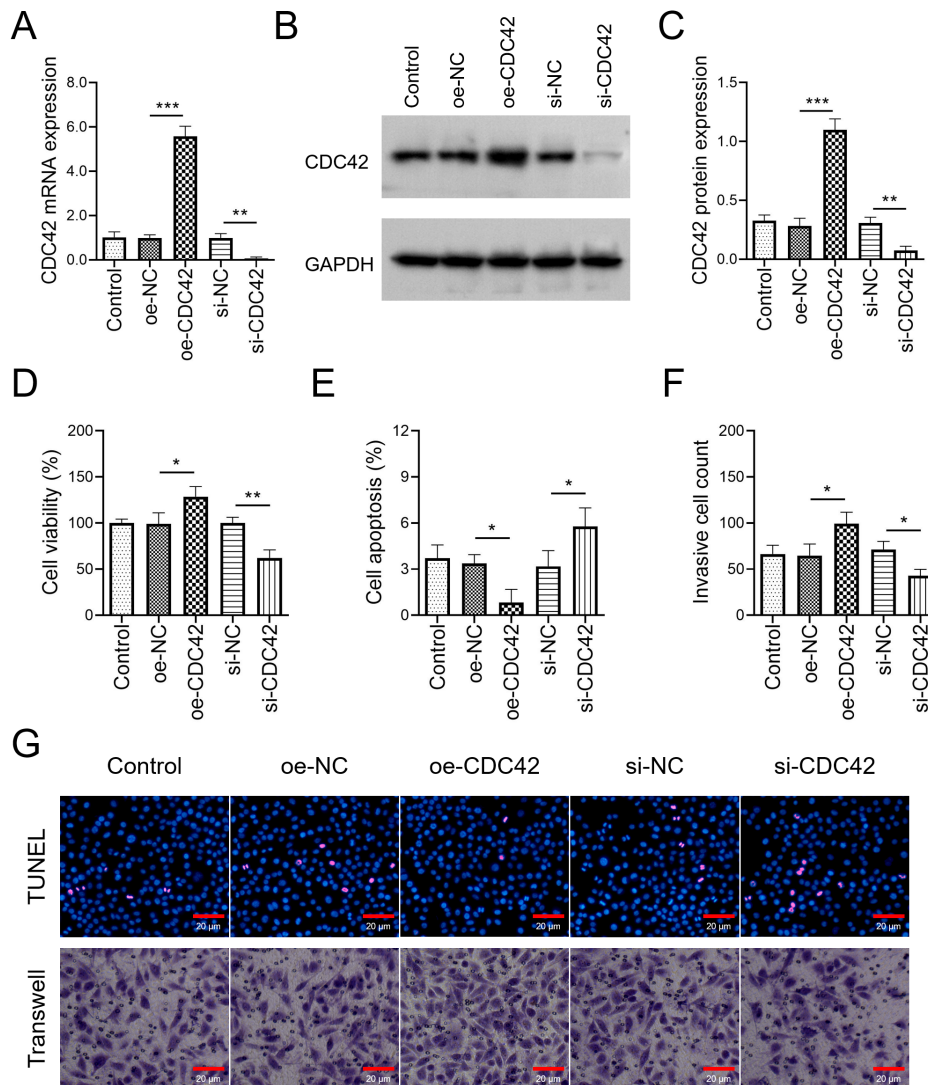 A
CDC42 mRNA expression
8.0
6.0
4.0
2.0
0.0
***
**
Control
oe-NC
oe-CDC42
si-NC
si-CDC42
B
Control
oe-NC
oe-CDC42
si-NC
si-CDC42
CDC42
GAPDH
C
CDC42 protein expression
1.5
1.0
0.5
0.0
***
**
Control
oe-NC
oe-CDC42
si-NC
si-CDC42
D
Cell viability (%)
200
150
100
50
0
*
**
Control
oe-NC
oe-CDC42
si-NC
si-CDC42
E
Cell apoptosis (%)
12
9
6
3
0
*
*
Control
oe-NC
oe-CDC42
si-NC
si-CDC42
F
Invasive cell count
200
150
100
50
0
*
*
Control
oe-NC
oe-CDC42
si-NC
si-CDC42
G
Control
oe-NC
oe-CDC42
si-NC
si-CDC42
TUNEL
20 μm
20 μm
20 μm
20 μm
20 μm
Transwell
20 μm
20 μm
20 μm
20 μm
20 μm